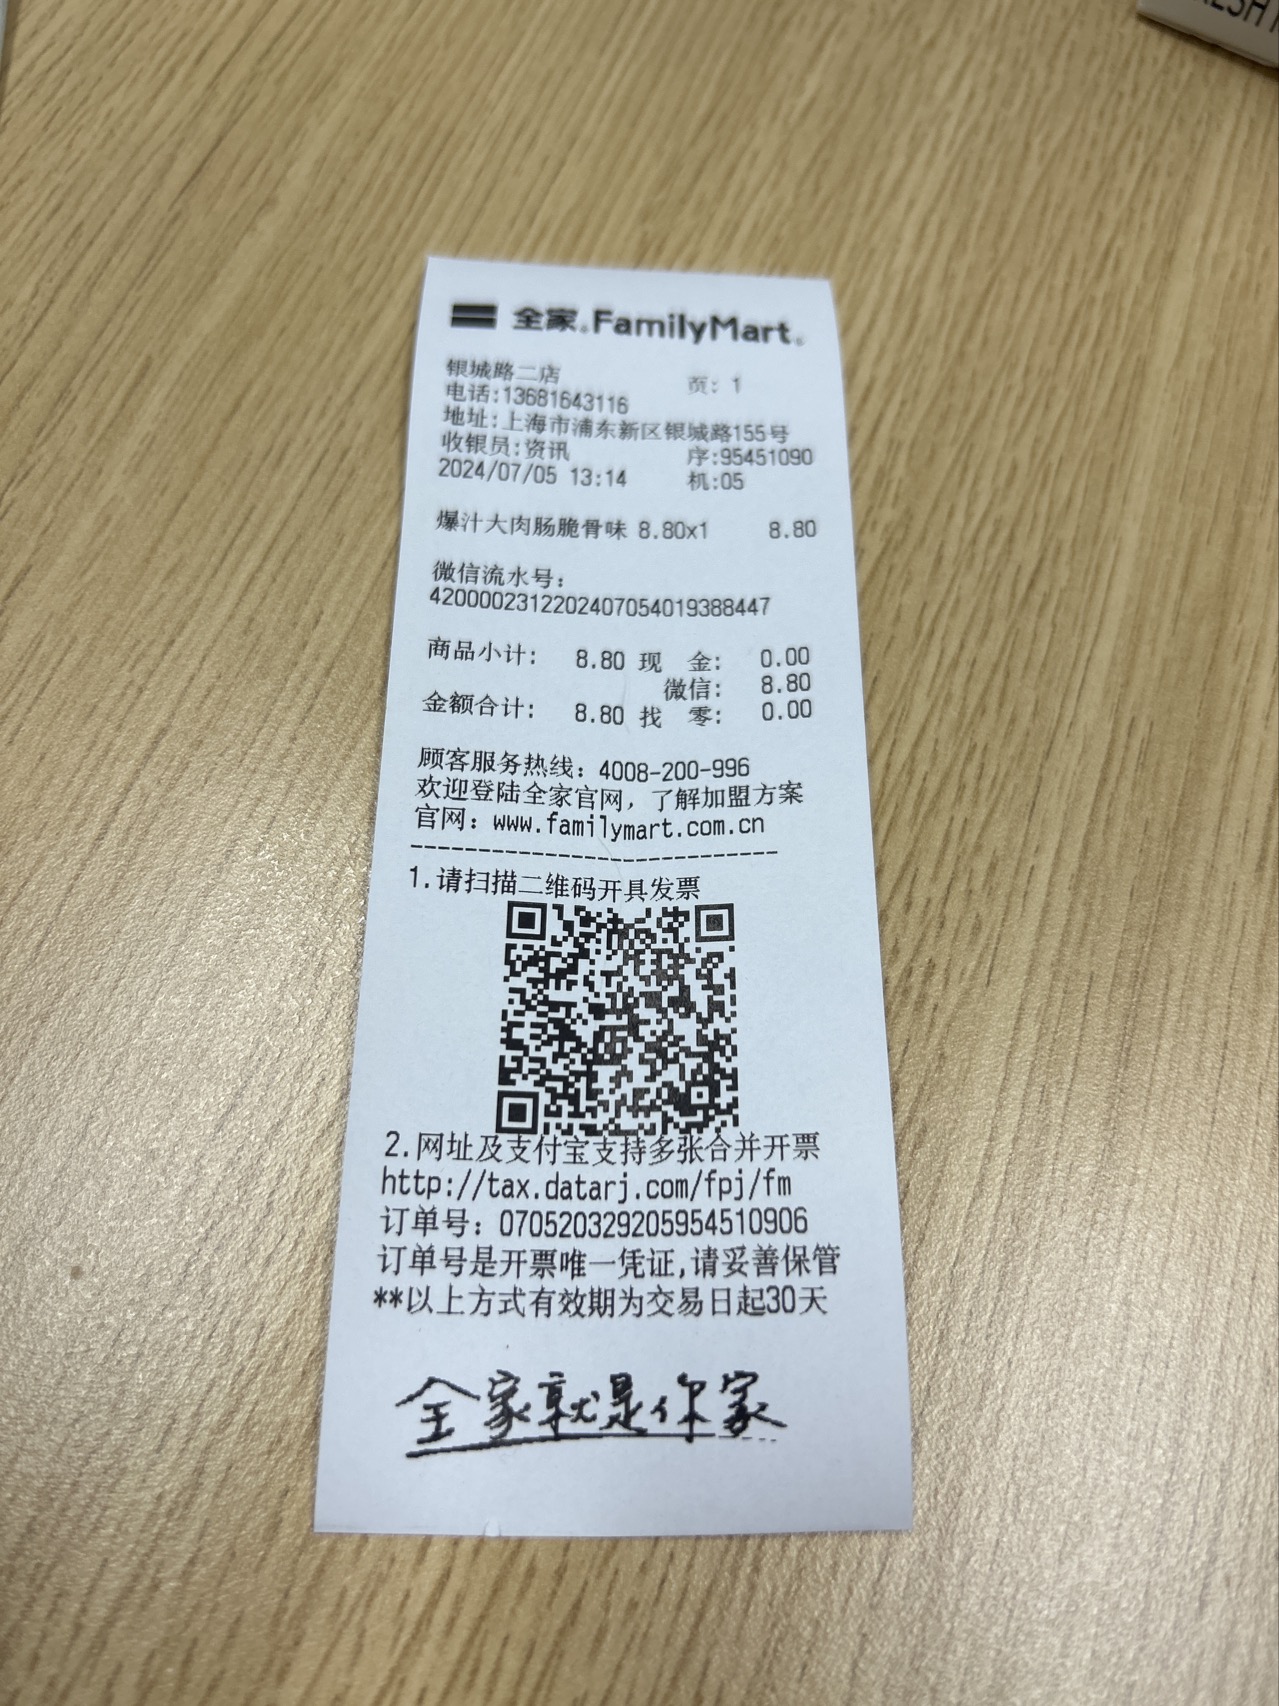 全家 FamilyMart
银城路二店 页: 1
电话:13681643116
地址:上海市浦东新区银城路155号
收银员:资讯 序:95451090
2024/07/05 13:14 机:05
爆汁大肉肠脆骨味 8.80x1 8.80
微信流水号:
4200002312202407054019388447
商品小计: 8.80 现 金: 0.00
微信: 8.80
金额合计: 8.80 找 零: 0.00
顾客服务热线: 4008-200-996
欢迎登陆全家官网, 了解加盟方案
官网: www.familymart.com.cn
1.请扫描二维码开具发票
2.网址及支付宝支持多张合并开票
http://tax.datarj.com/fpj/fm
订单号: 070520329205954510906
订单号是开票唯一凭证,请妥善保管
**以上方式有效期为交易日起30天
全家就是你家